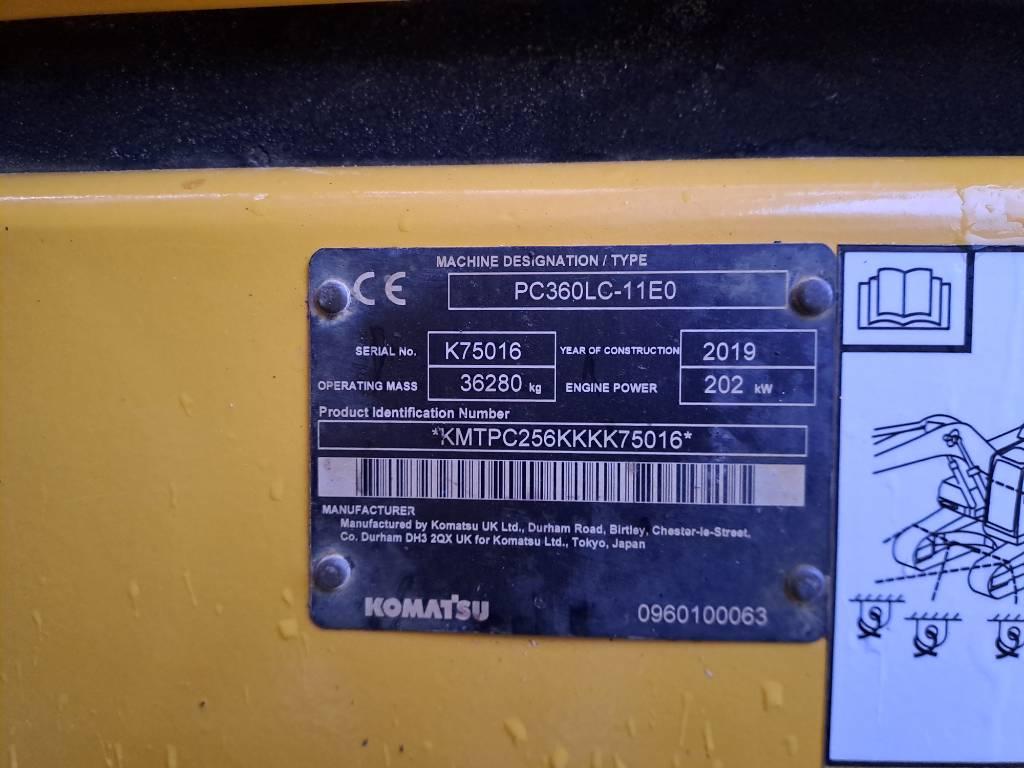 MACHINE DESIGNATION / TYPE
CE PC360LC-11E0
SERIAL No. K75016 YEAR OF CONSTRUCTION 2019
OPERATING MASS 36280 kg ENGINE POWER 202 kW
Product Identification Number
*KMTPC256KKKK75016*
MANUFACTURER
Manufactured by Komatsu UK Ltd., Durham Road, Birtley, Chester-le-Street,
Co. Durham DH3 2QX UK for Komatsu Ltd., Tokyo, Japan
KOMATSU 0960100063